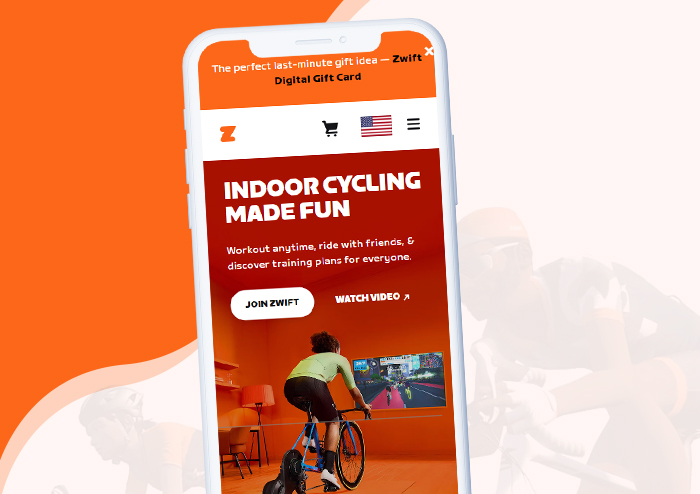 The perfect last-minute gift idea — Zwift
Digital Gift Card
Z
INDOOR CYCLING
MADE FUN
Workout anytime, ride with friends, &
discover training plans for everyone.
JOIN ZWIFT
WATCH VIDEO ↗